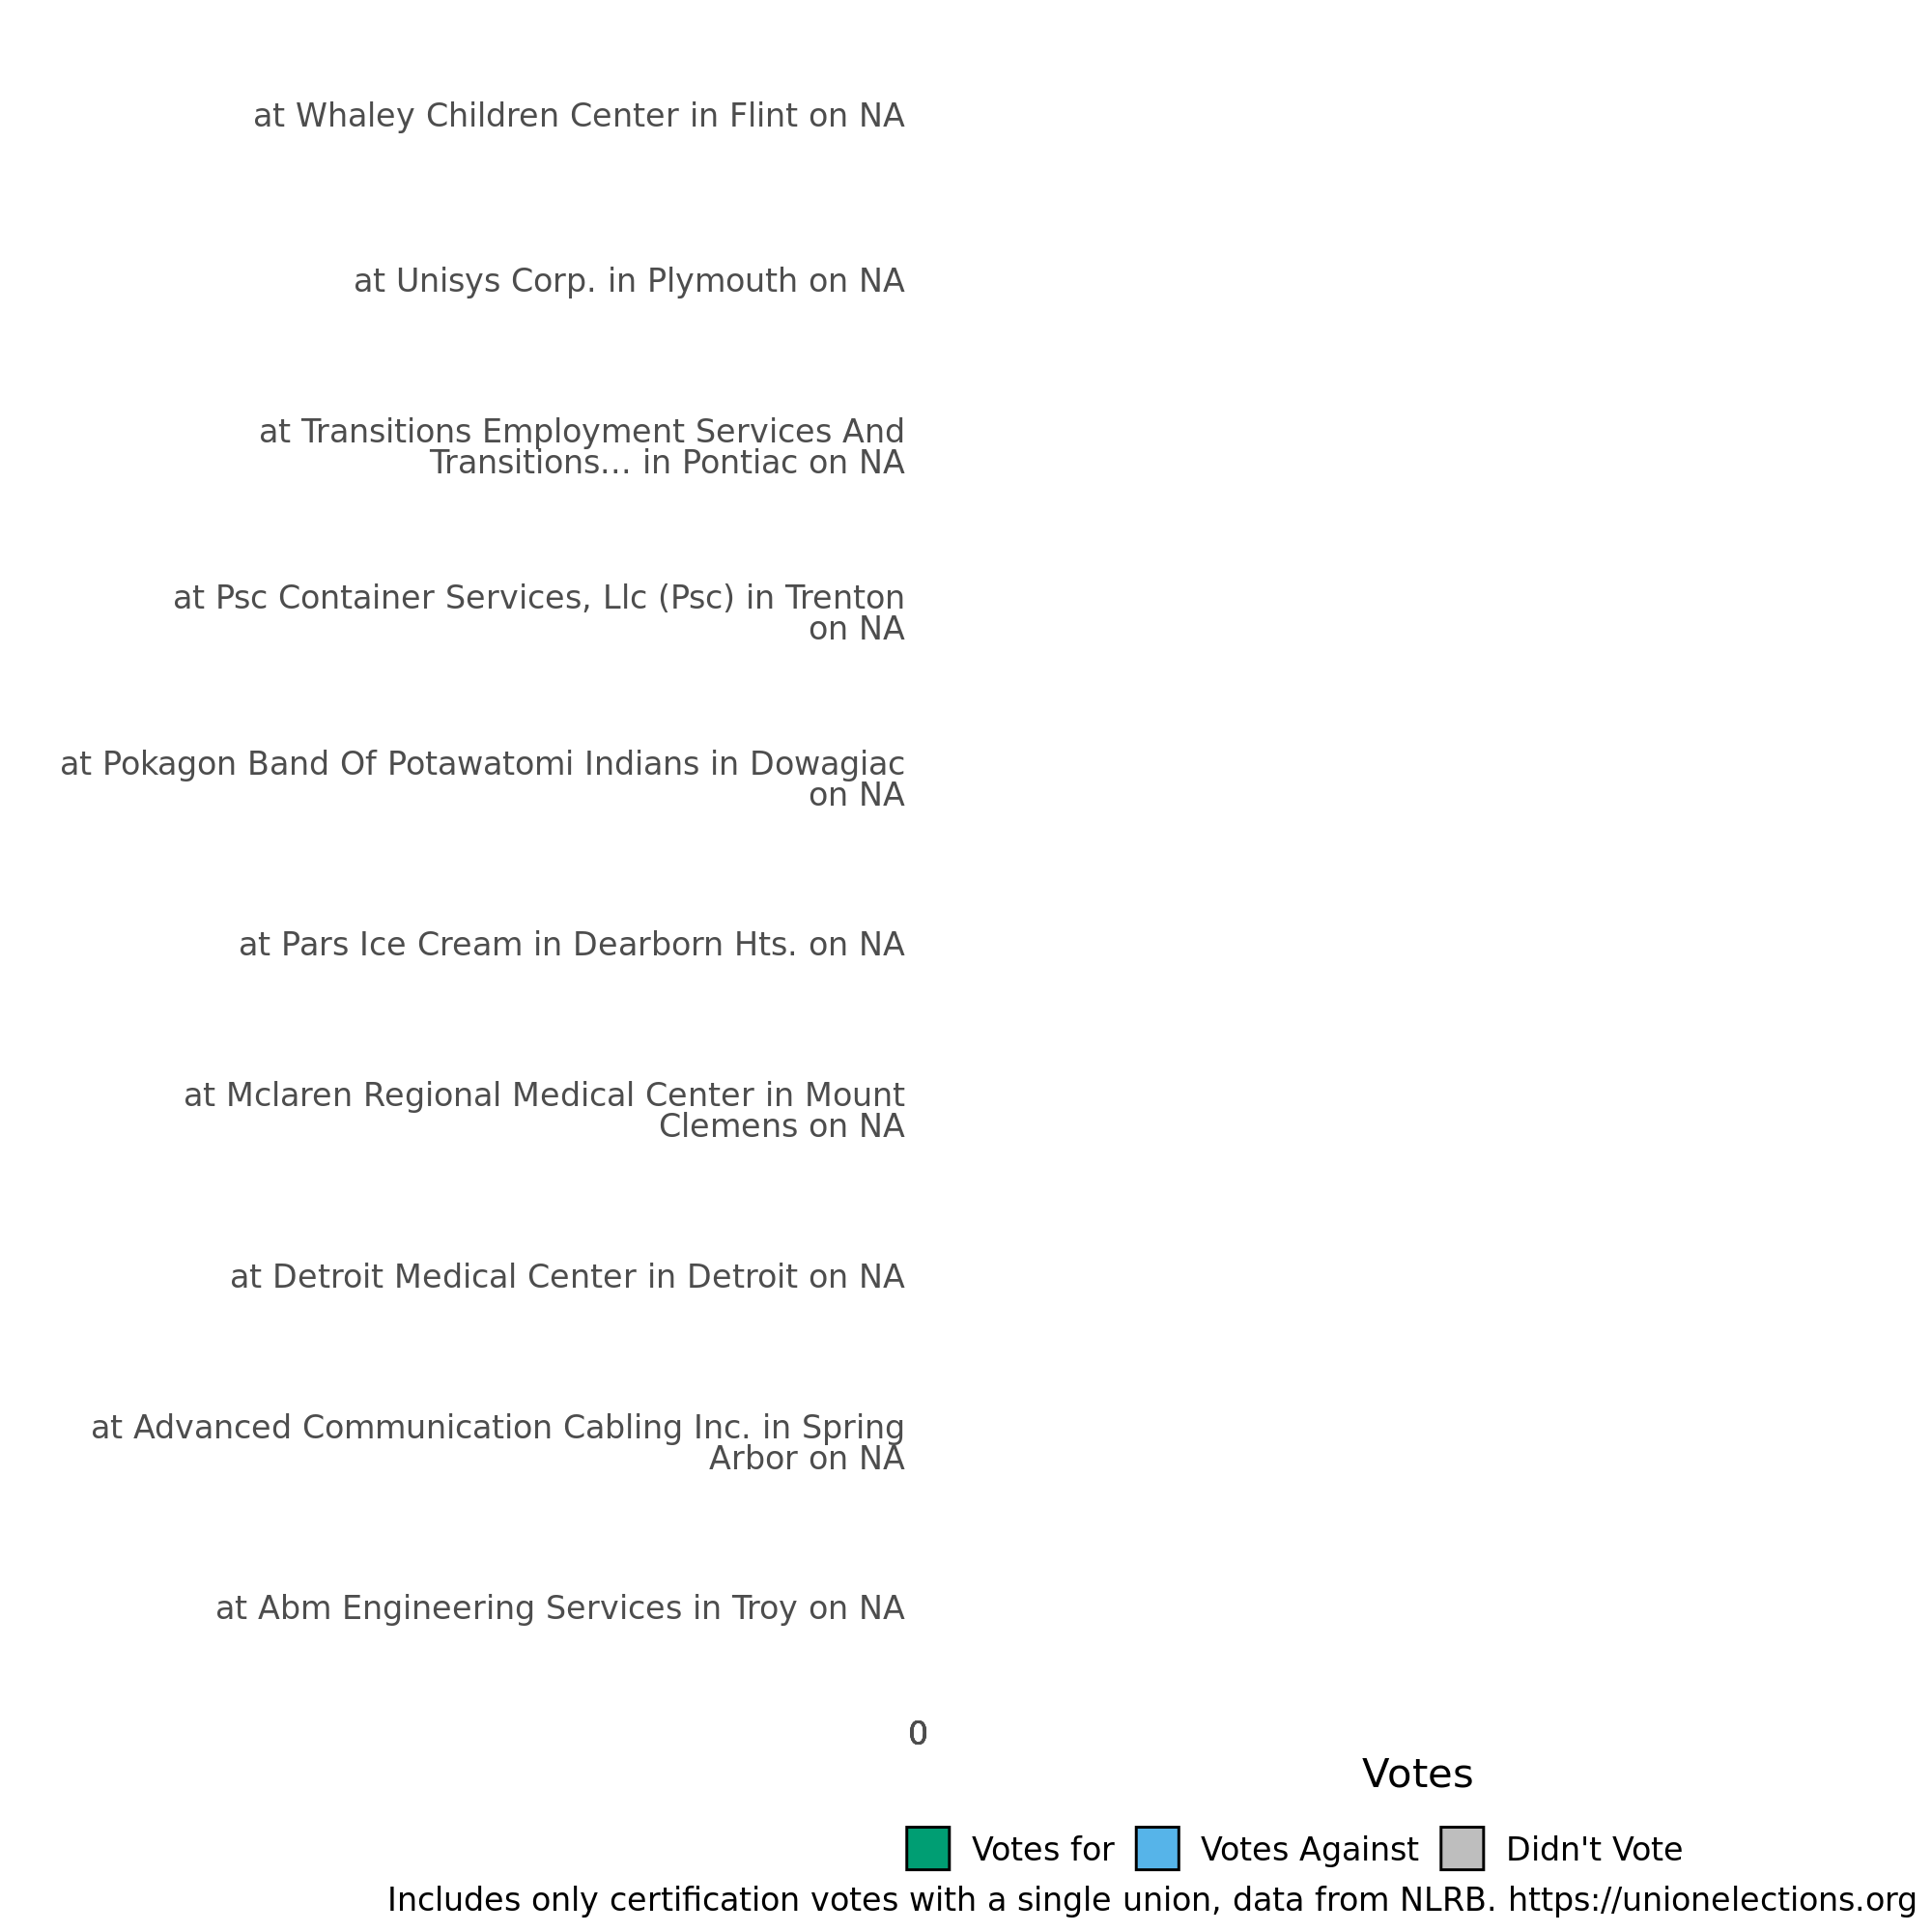 at Whaley Children Center in Flint on NA
at Unisys Corp. in Plymouth on NA
at Transitions Employment Services And
Transitions... in Pontiac on NA
at Psc Container Services, Llc (Psc) in Trenton
on NA
at Pokagon Band Of Potawatomi Indians in Dowagiac
on NA
at Pars Ice Cream in Dearborn Hts. on NA
at Mclaren Regional Medical Center in Mount
Clemens on NA
at Detroit Medical Center in Detroit on NA
at Advanced Communication Cabling Inc. in Spring
Arbor on NA
at Abm Engineering Services in Troy on NA
0
Votes
Votes for Votes Against Didn't Vote
Includes only certification votes with a single union, data from NLRB. https://unionelections.org